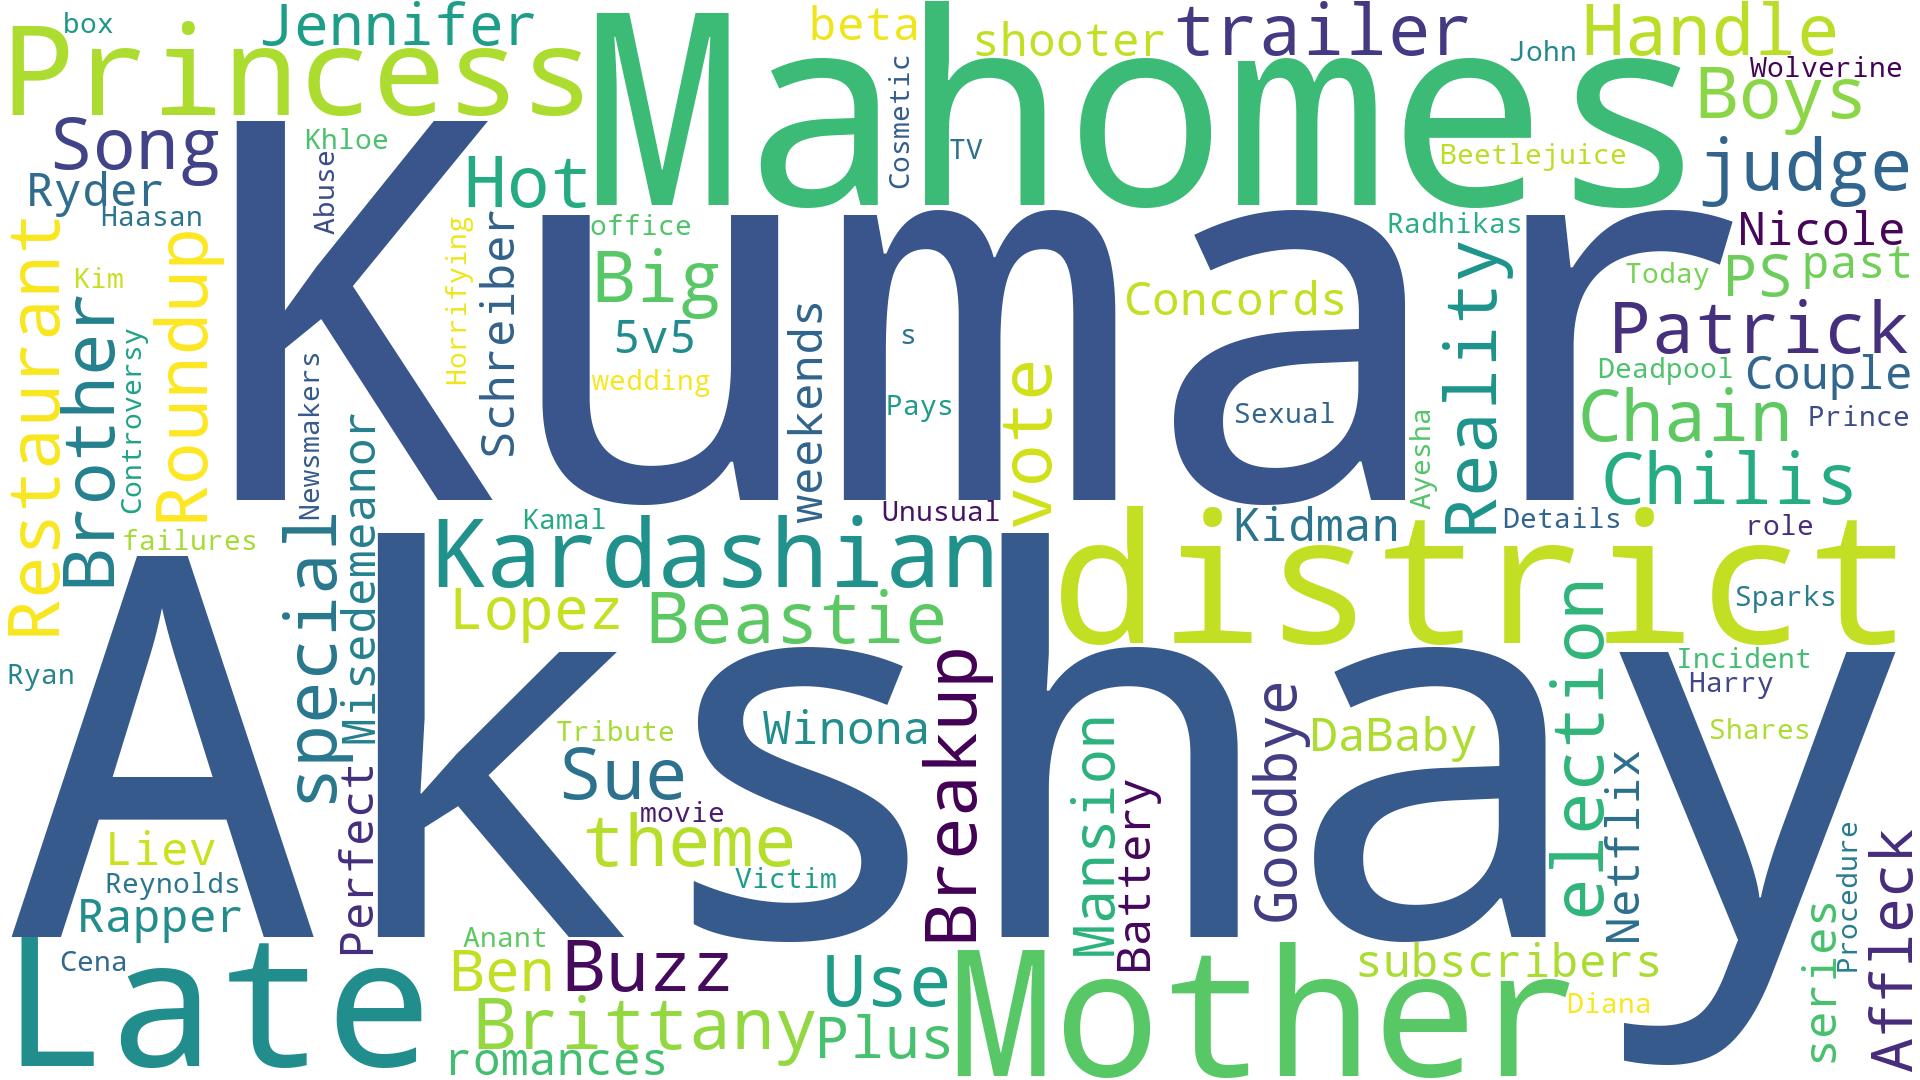 box
Jennifer
Princess
Mahomes
beta
shooter
trailer
John
Handle
Wolverine
Boys
Song
Khloe
Abuse
Hot
Cosmetic
TV
Beetlejuice
judge
Ryder
Haasan
Kumar
office
Radhikas
Nicole
Restaurant
Kim
Brother
Controversy
Roundup
Newsmakers
Horrifying
Schreiber
Big
5v5
wedding
weekends
s
Pays
vote
Concords
Sexual
Ayesha
Reality
Today
PS
past
Patrick
Deadpool
Couple
Chain
Prince
Chilis
failures
special
Misedemeanor
Kamal
Kardashian
Unusual
Kidman
Details
role
district
Lopez
Beastie
Sparks
Ryan
Akshay
Perfect
Tribute
Sue
movie
theme
Victim
Winona
Breakup
Mansion
Battery
Goodbye
DaBaby
election
Netflix
Incident
Harry
Shares
Liev
Reynolds
Rapper
Cena
Late
Anant
Ben
Buzz
Brittany
romances
Use
Plus
Mother
subscribers
Diana
series
Procedure
Affleck